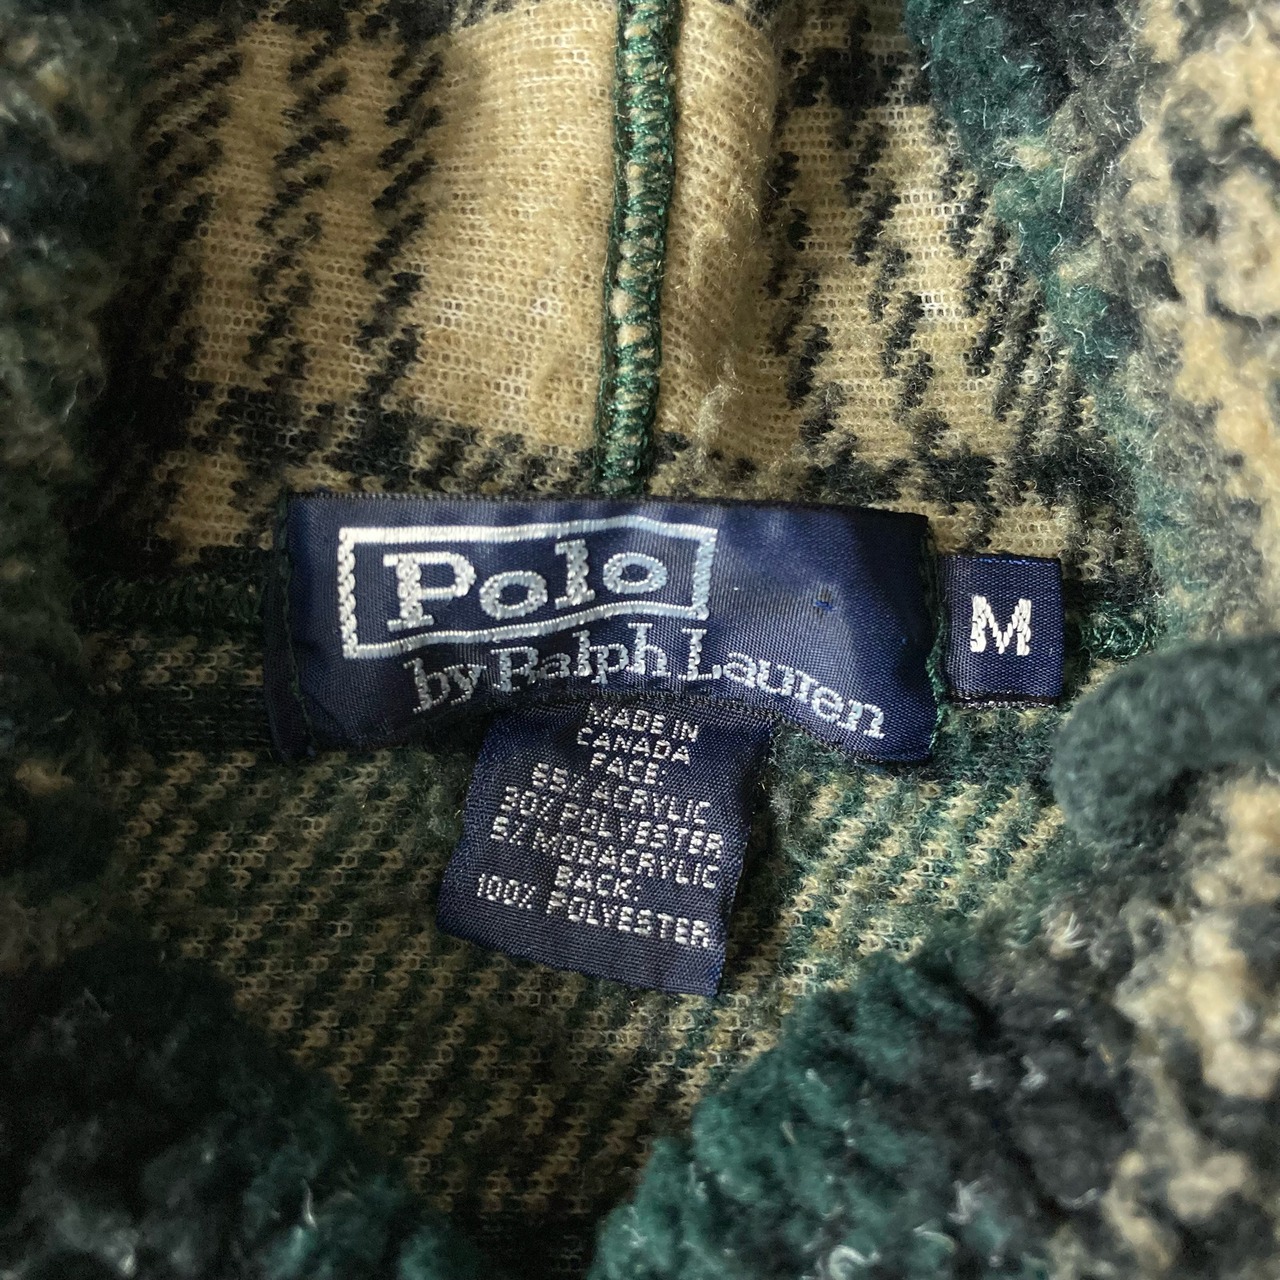 Polo
by Ralph Lauren
M
MADE IN
CANADA
FACE:
65% ACRYLIC
30% POLYESTER
5% MODACRYLIC
BACK:
100% POLYESTER